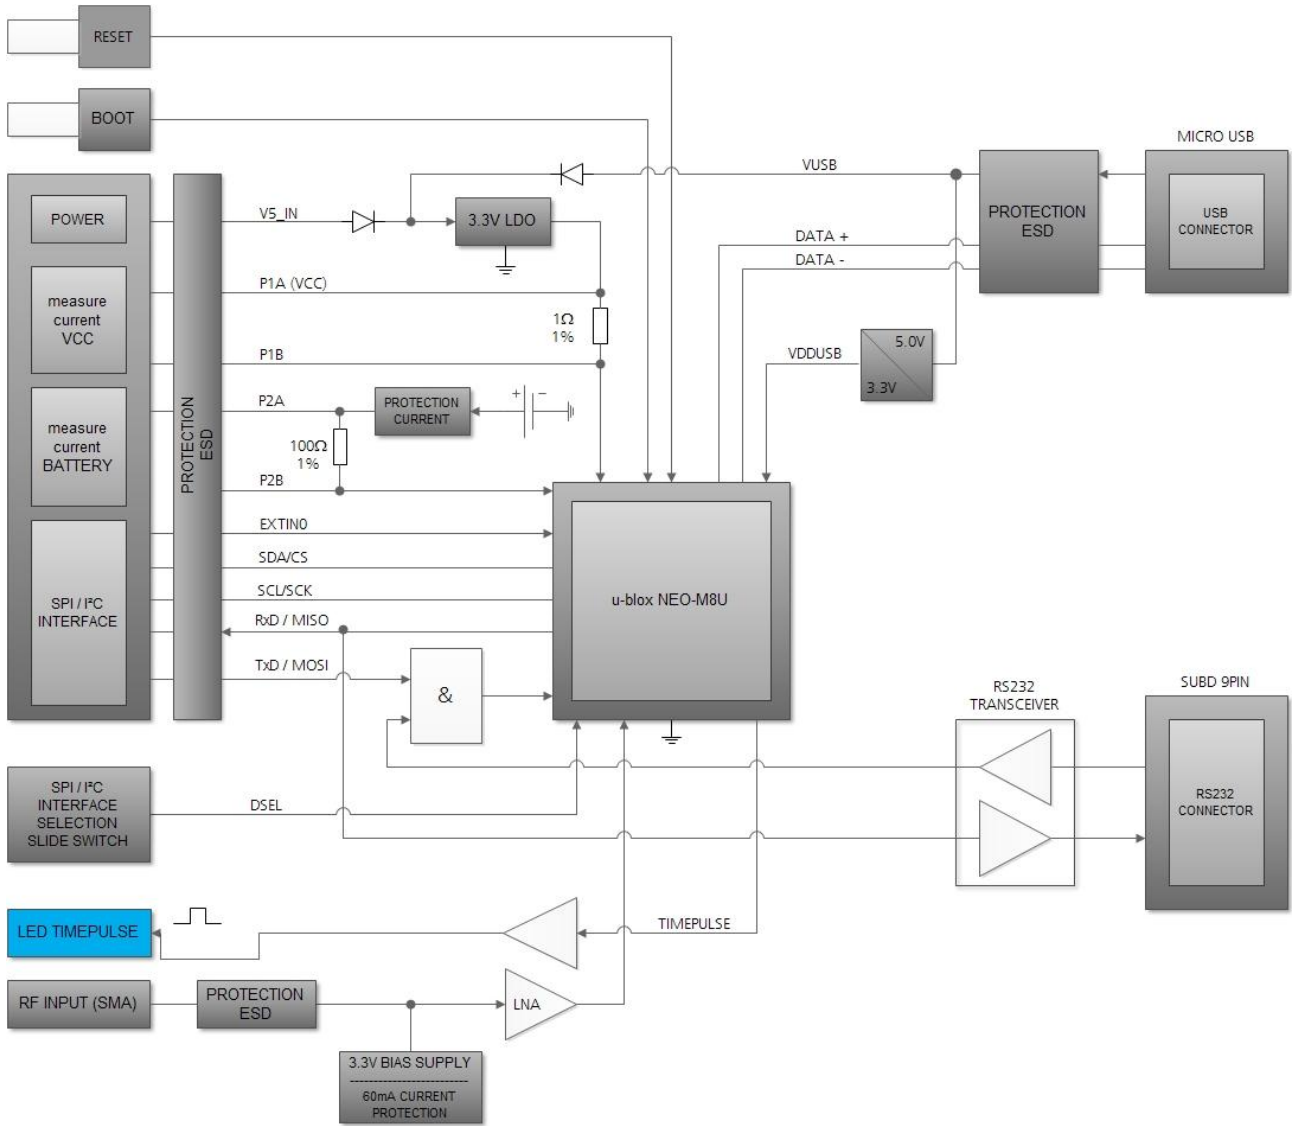 RESET
BOOT
MICRO USB
POWER
V5_IN
3.3V LDO
VUSB
PROTECTION
ESD
USB
CONNECTOR
DATA +
DATA -
measure
current
VCC
P1A (VCC)
1Ω
1%
P1B
VDDUSB
5.0V
3.3V
measure
current
BATTERY
PROTECTION
ESD
P2A
PROTECTION
CURRENT
+ −
100Ω
1%
P2B
EXTIN0
SDA/CS
SCL/SCK
RxD / MISO
TxD / MOSI
SPI / I²C
INTERFACE
&
u-blox NEO-M8U
RS232
TRANSCEIVER
SUBD 9PIN
RS232
CONNECTOR
SPI / I²C
INTERFACE
SELECTION
SLIDE SWITCH
DSEL
LED TIMEPULSE
TIMEPULSE
RF INPUT (SMA)
PROTECTION
ESD
LNA
3.3V BIAS SUPPLY
--------------------------
60mA CURRENT
PROTECTION